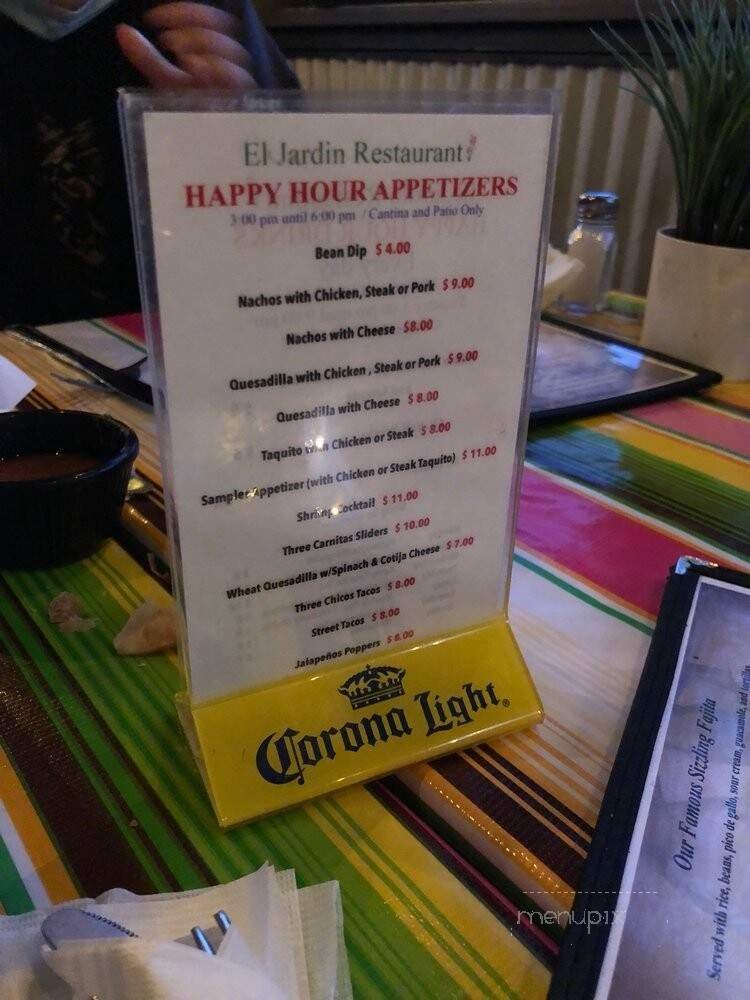 El Jardin Restaurant
HAPPY HOUR APPETIZERS
3:00 pm until 6:00 pm / Cantina and Patio Only
Bean Dip $ 4.00
Nachos with Chicken, Steak or Pork $ 9.00
Nachos with Cheese $8.00
Quesadilla with Chicken , Steak or Pork $ 9.00
Quesadilla with Cheese $ 8.00
Taquito with Chicken or Steak $ 8.00
Sampler Appetizer (with Chicken or Steak Taquito) $ 11.00
Shrimp Cocktail $ 11.00
Three Carnitas Sliders $ 10.00
Wheat Quesadilla w/Spinach & Cotija Cheese $ 7.00
Three Chicos Tacos $ 8.00
Street Tacos $ 8.00
Jalapeños Poppers $ 6.00
Corona Light®
Our Famous Sizzling Fajita
Served with rice, beans, pico de gallo, sour cream, guacamole, and tortillas
menupix